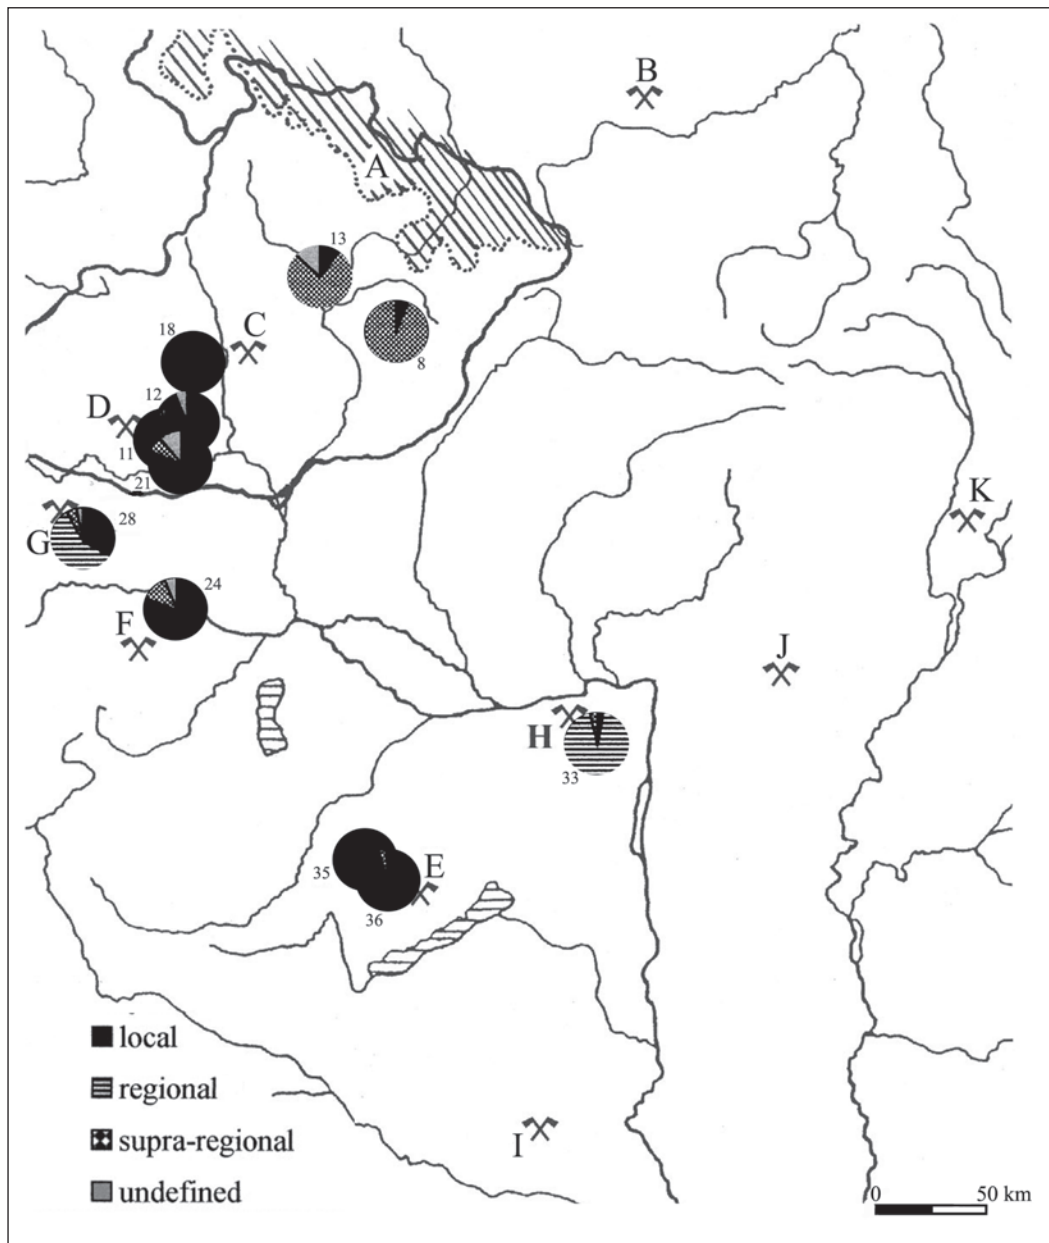 B
A
13
C
18
8
12
D
11
21
K
28
G
24
F
J
H
33
E
35
36
local
regional
supra-regional
I
undefined
0 50 km